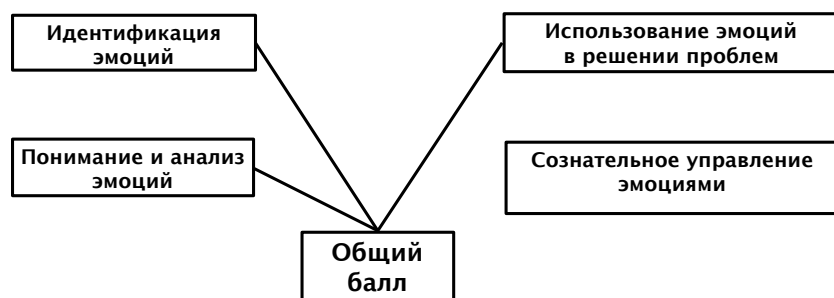 Идентификация
эмоций
Использование эмоций
в решении проблем
Понимание и анализ
эмоций
Сознательное управление
эмоциями
Общий
балл